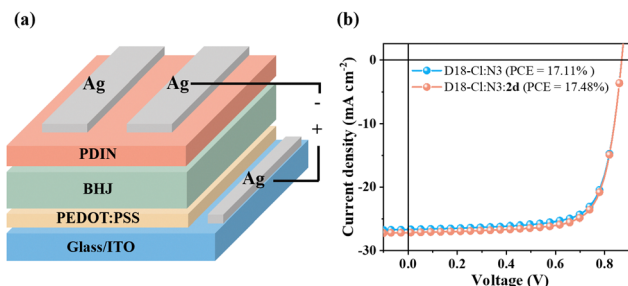 (a)
Ag
Ag
-
+
PDIN
BHJ
Ag
PEDOT:PSS
Glass/ITO
(b)
Current density (mA cm⁻²)
0
-10
-20
-30
D18-Cl:N3 (PCE = 17.11% )
D18-Cl:N3:2d (PCE = 17.48%)
0.0 0.2 0.4 0.6 0.8
Voltage (V)